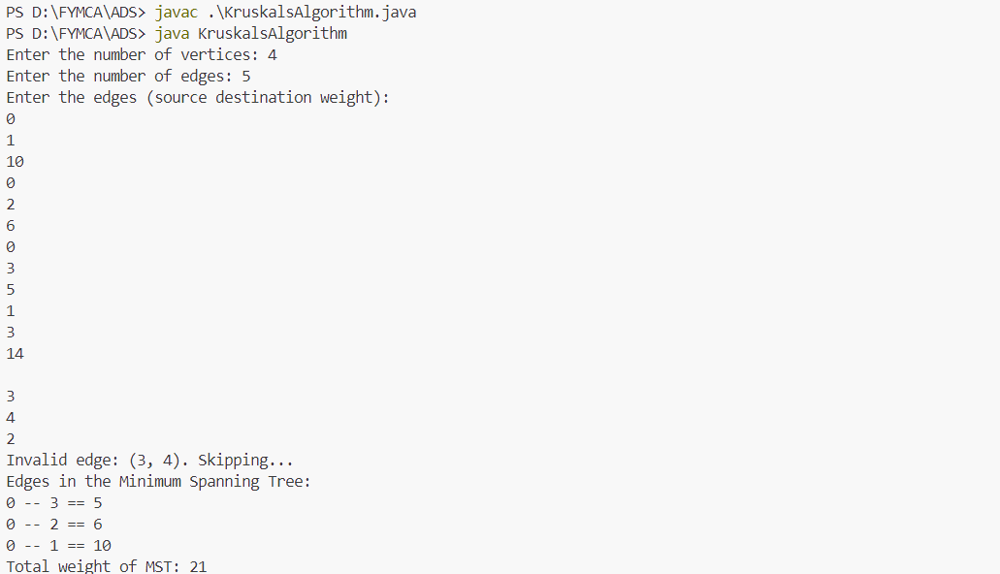 PS D:\FYMCA\ADS> javac .\KruskalsAlgorithm.java
PS D:\FYMCA\ADS> java KruskalsAlgorithm
Enter the number of vertices: 4
Enter the number of edges: 5
Enter the edges (source destination weight):
0
1
10
0
2
6
0
3
5
1
3
14

3
4
2
Invalid edge: (3, 4). Skipping...
Edges in the Minimum Spanning Tree:
0 -- 3 == 5
0 -- 2 == 6
0 -- 1 == 10
Total weight of MST: 21